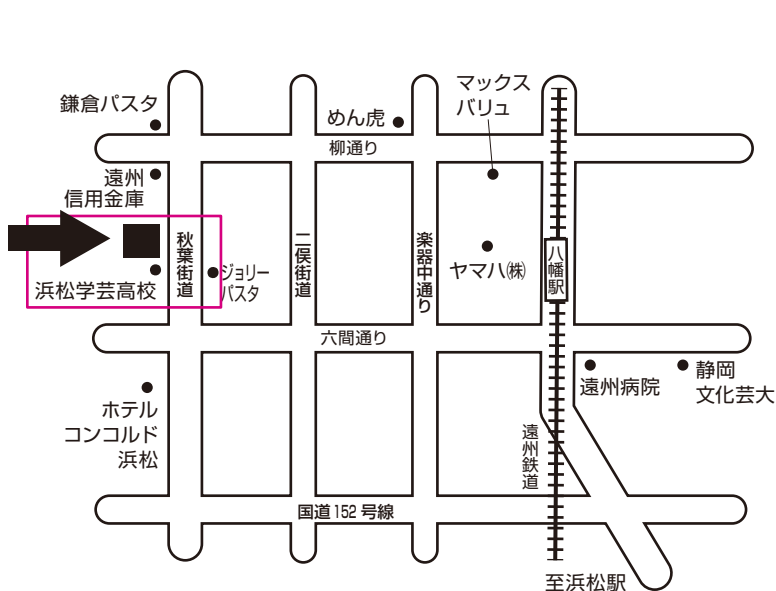 鎌倉パスタ
めん虎
マックス
バリュ
柳通り
遠州
信用金庫
浜松学芸高校
秋葉街道
ジョリー
パスタ
二俣街道
楽器中通り
ヤマハ㈱
八幡駅
六間通り
ホテル
コンコルド
浜松
遠州病院
静岡
文化芸大
遠州鉄道
国道152号線
至浜松駅